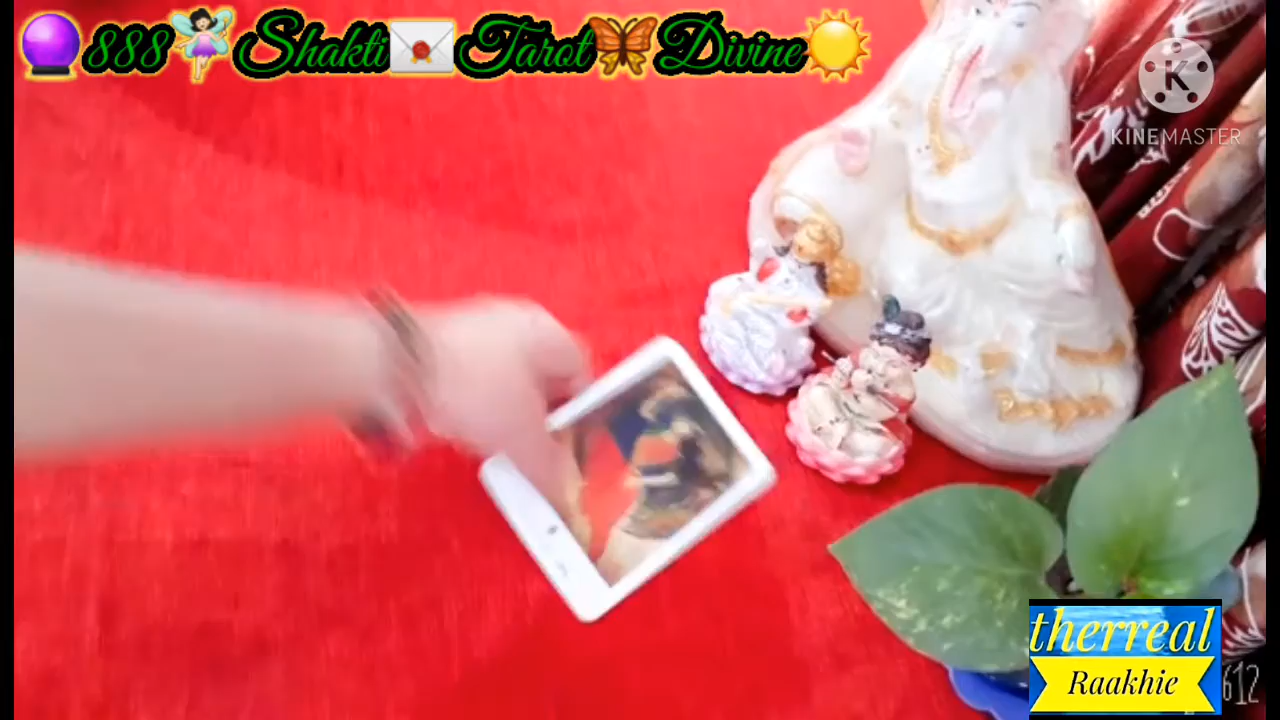 888 Shakti Tarot Divine
K
KINEMASTER
therreal
Raakhie
612